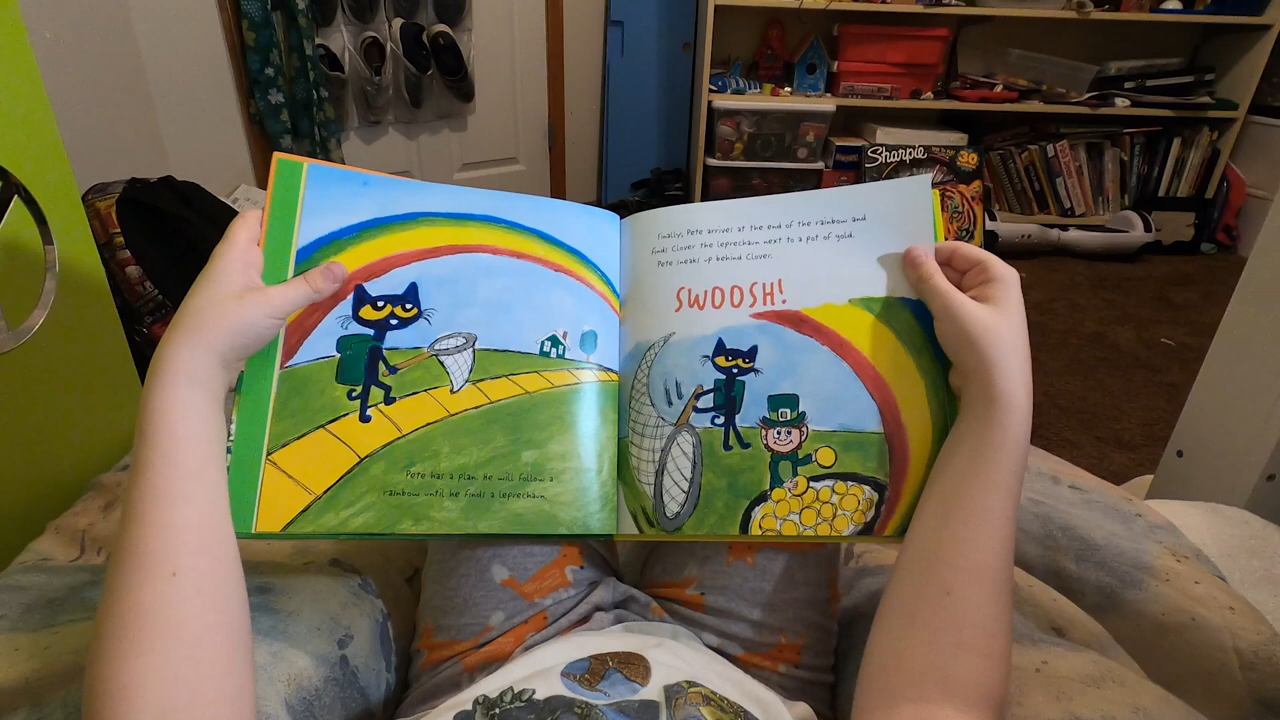 Pete has a plan. He will follow a
rainbow until he finds a leprechaun.
Finally, Pete arrives at the end of the rainbow and
finds Clover the leprechaun next to a pot of gold.
Pete sneaks up behind Clover.
SWOOSH!
Sharpie
30